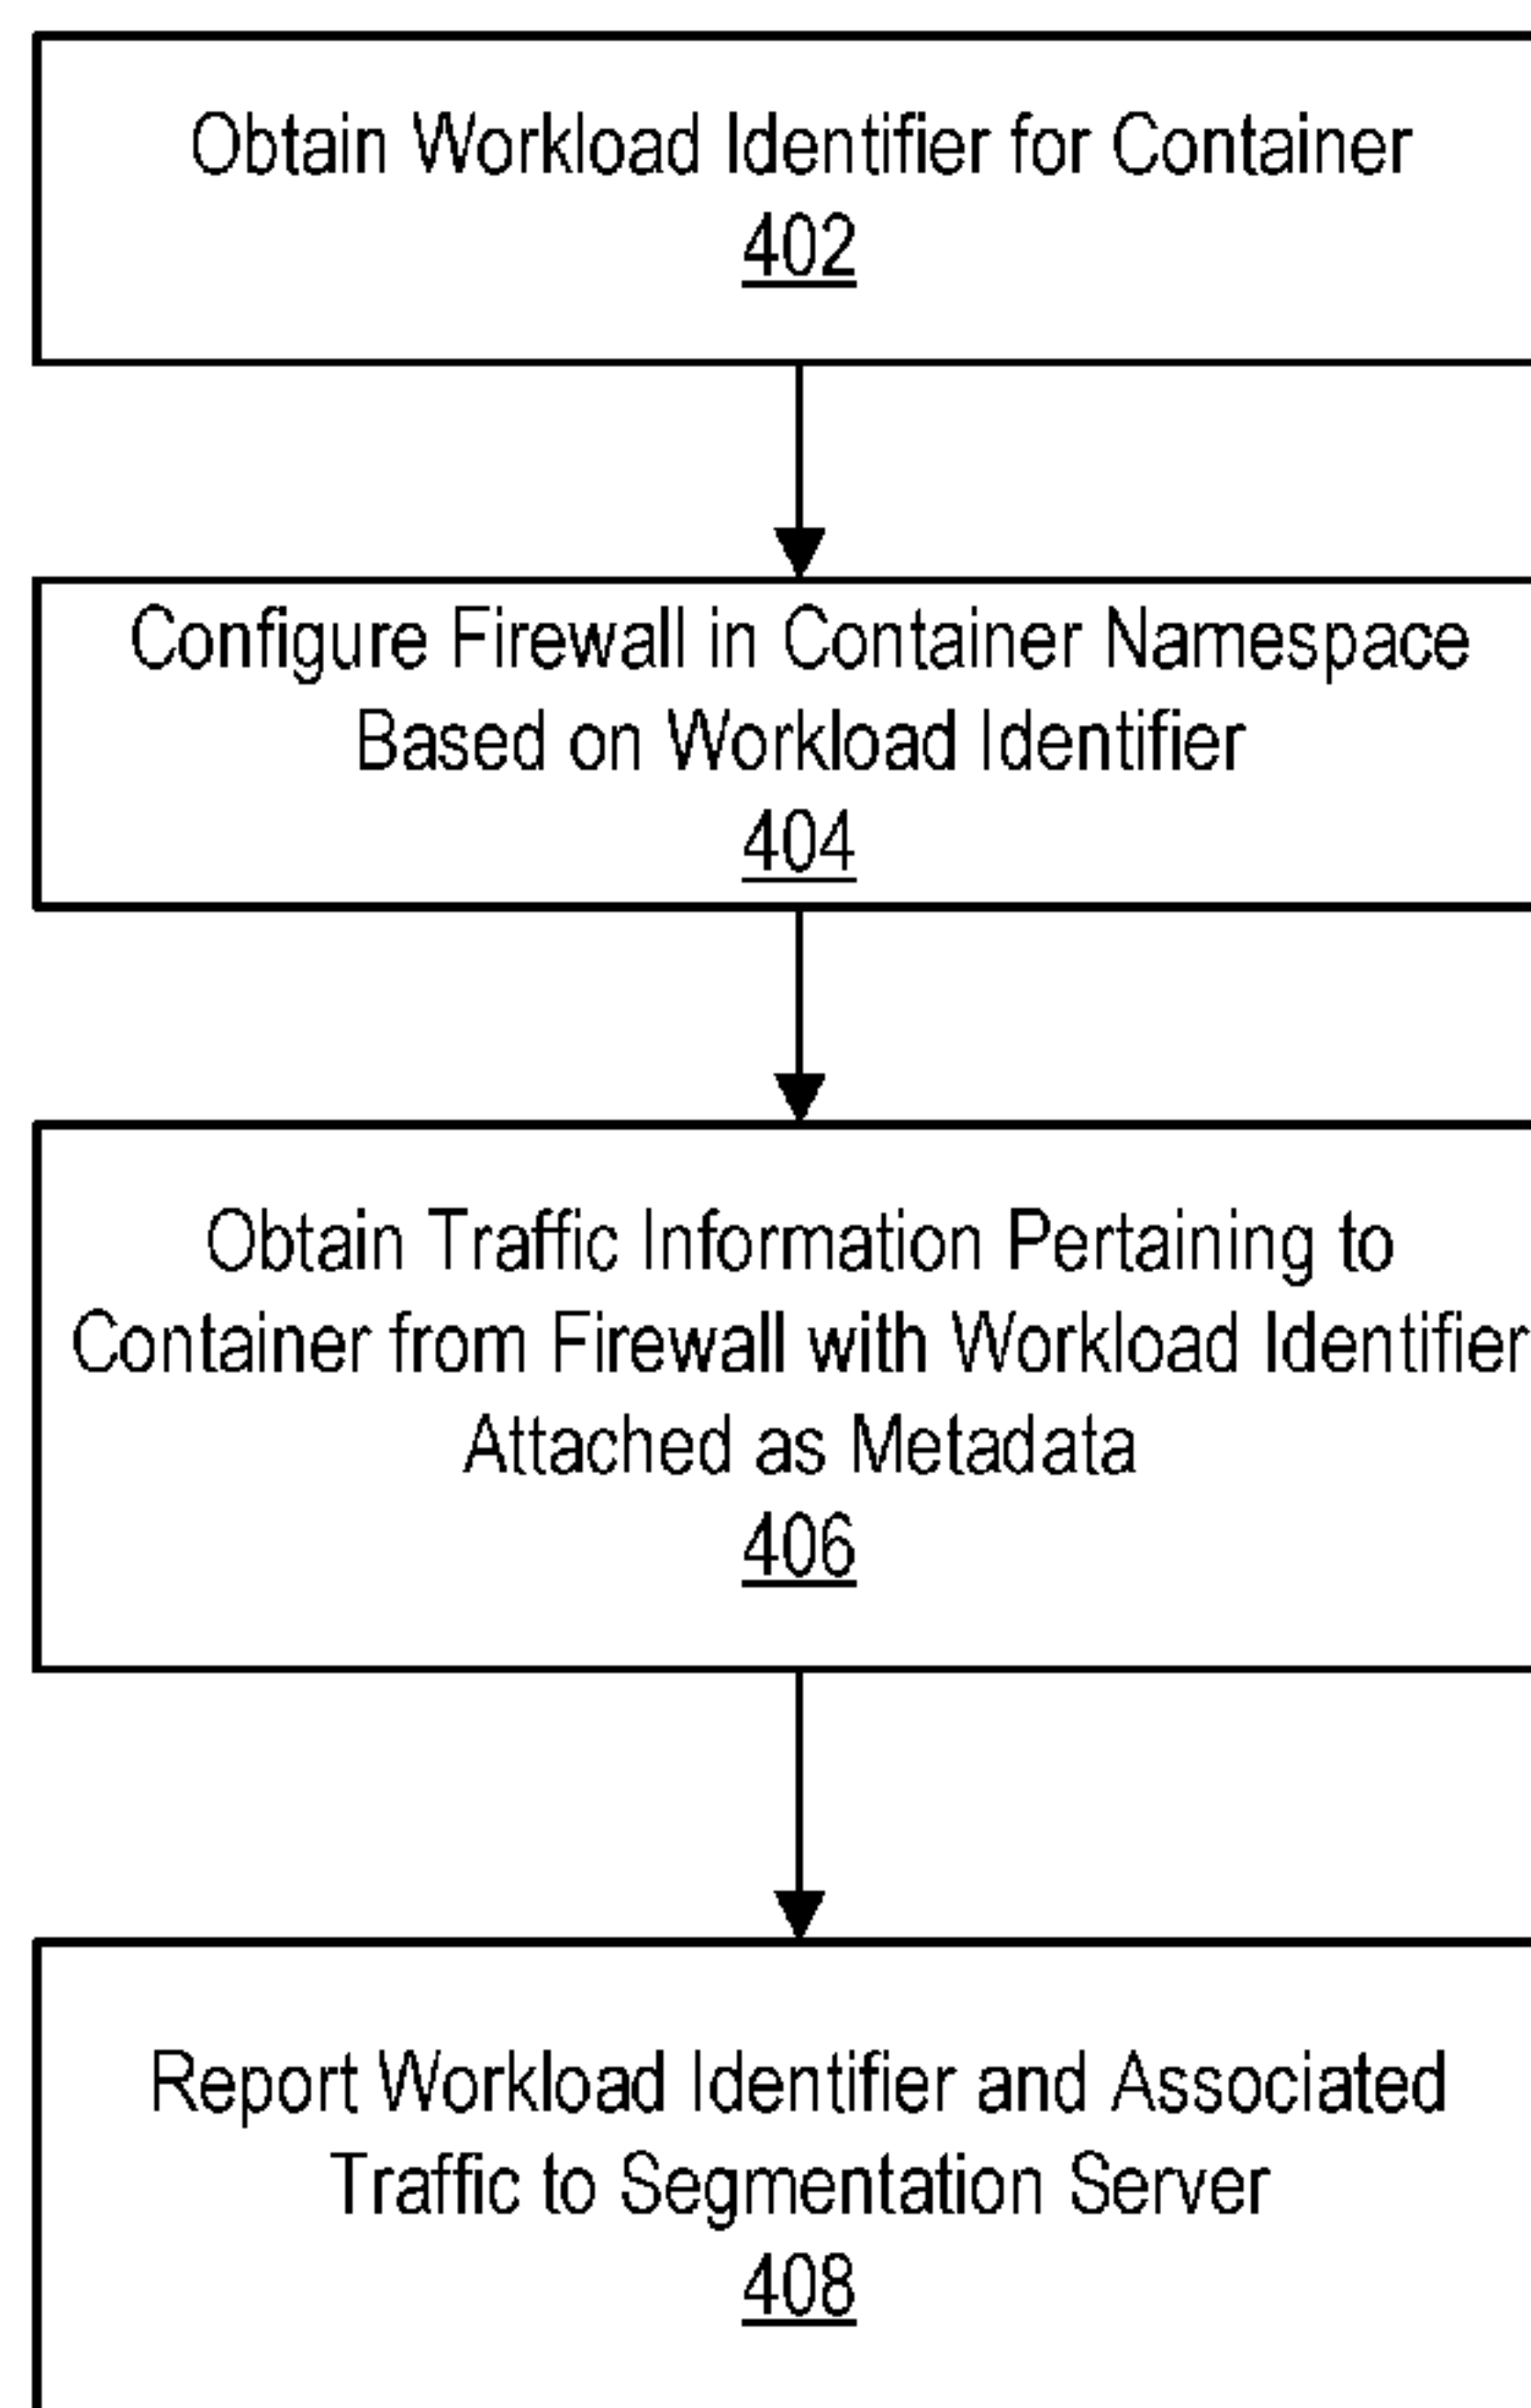 Obtain Workload Identifier for Container
402
Configure Firewall in Container Namespace
Based on Workload Identifier
404
Obtain Traffic Information Pertaining to
Container from Firewall with Workload Identifier
Attached as Metadata
406
Report Workload Identifier and Associated
Traffic to Segmentation Server
408